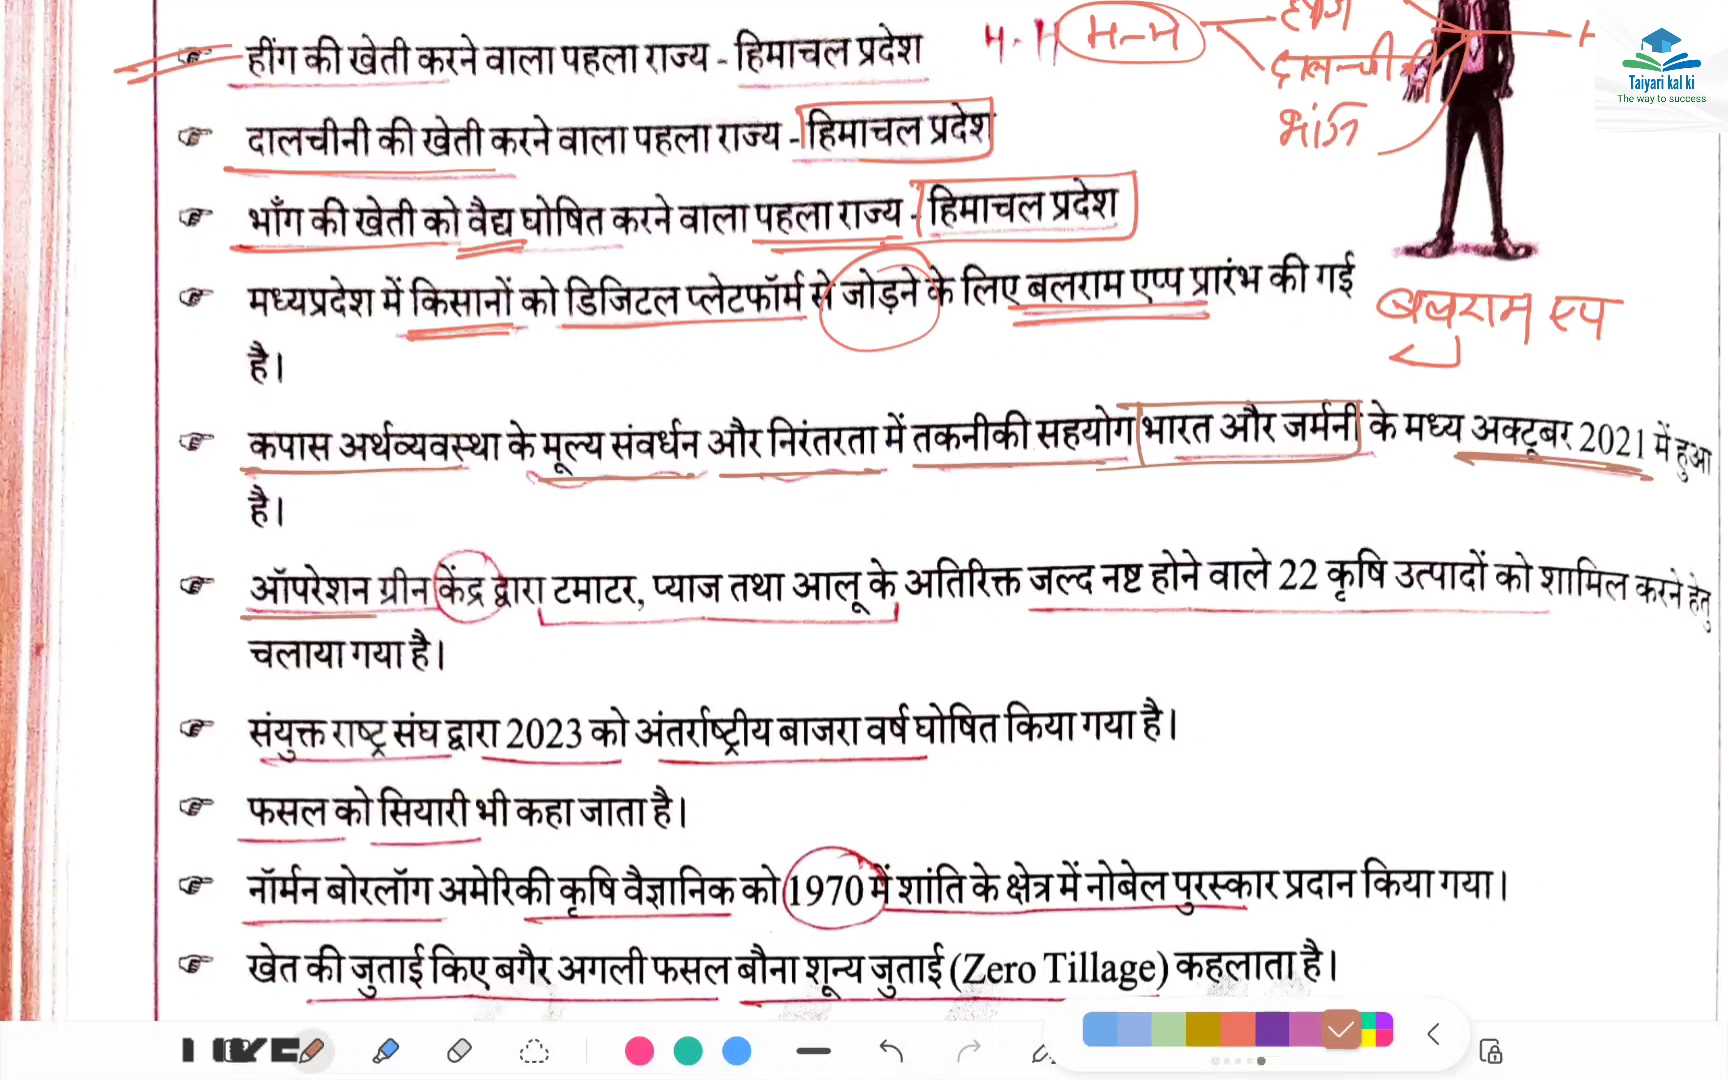 हींग की खेती करने वाला पहला राज्य - हिमाचल प्रदेश
म-म
दालचीनी
भांग
Taiyari kal ki
The way to success
दालचीनी की खेती करने वाला पहला राज्य - हिमाचल प्रदेश
भाँग की खेती को वैद्य घोषित करने वाला पहला राज्य - हिमाचल प्रदेश
मध्यप्रदेश में किसानों को डिजिटल प्लेटफॉर्म से जोड़ने के लिए बलराम एप्प प्रारंभ की गई
है।
बलराम एप
कपास अर्थव्यवस्था के मूल्य संवर्धन और निरंतरता में तकनीकी सहयोग भारत और जर्मनी के मध्य अक्टूबर 2021 में हुआ
है।
ऑपरेशन ग्रीन केंद्र द्वारा टमाटर, प्याज तथा आलू के अतिरिक्त जल्द नष्ट होने वाले 22 कृषि उत्पादों को शामिल करने हेतु
चलाया गया है।
संयुक्त राष्ट्र संघ द्वारा 2023 को अंतर्राष्ट्रीय बाजरा वर्ष घोषित किया गया है।
फसल को सियारी भी कहा जाता है।
नॉर्मन बोरलॉग अमेरिकी कृषि वैज्ञानिक को 1970 में शांति के क्षेत्र में नोबेल पुरस्कार प्रदान किया गया।
खेत की जुताई किए बगैर अगली फसल बौना शून्य जुताई (Zero Tillage) कहलाता है।